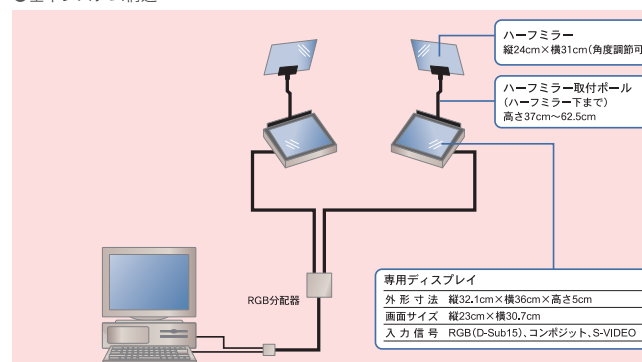 ハーフミラー
縦24cm×横31cm(角度調節可
ハーフミラー取付ポール
(ハーフミラー下まで)
高さ37cm〜62.5cm
RGB分配器
専用ディスプレイ
外形寸法 縦32.1cm×横36cm×高さ5cm
画面サイズ 縦23cm×横30.7cm
入力信号 RGB(D-Sub15)、コンポジット、S-VIDEO